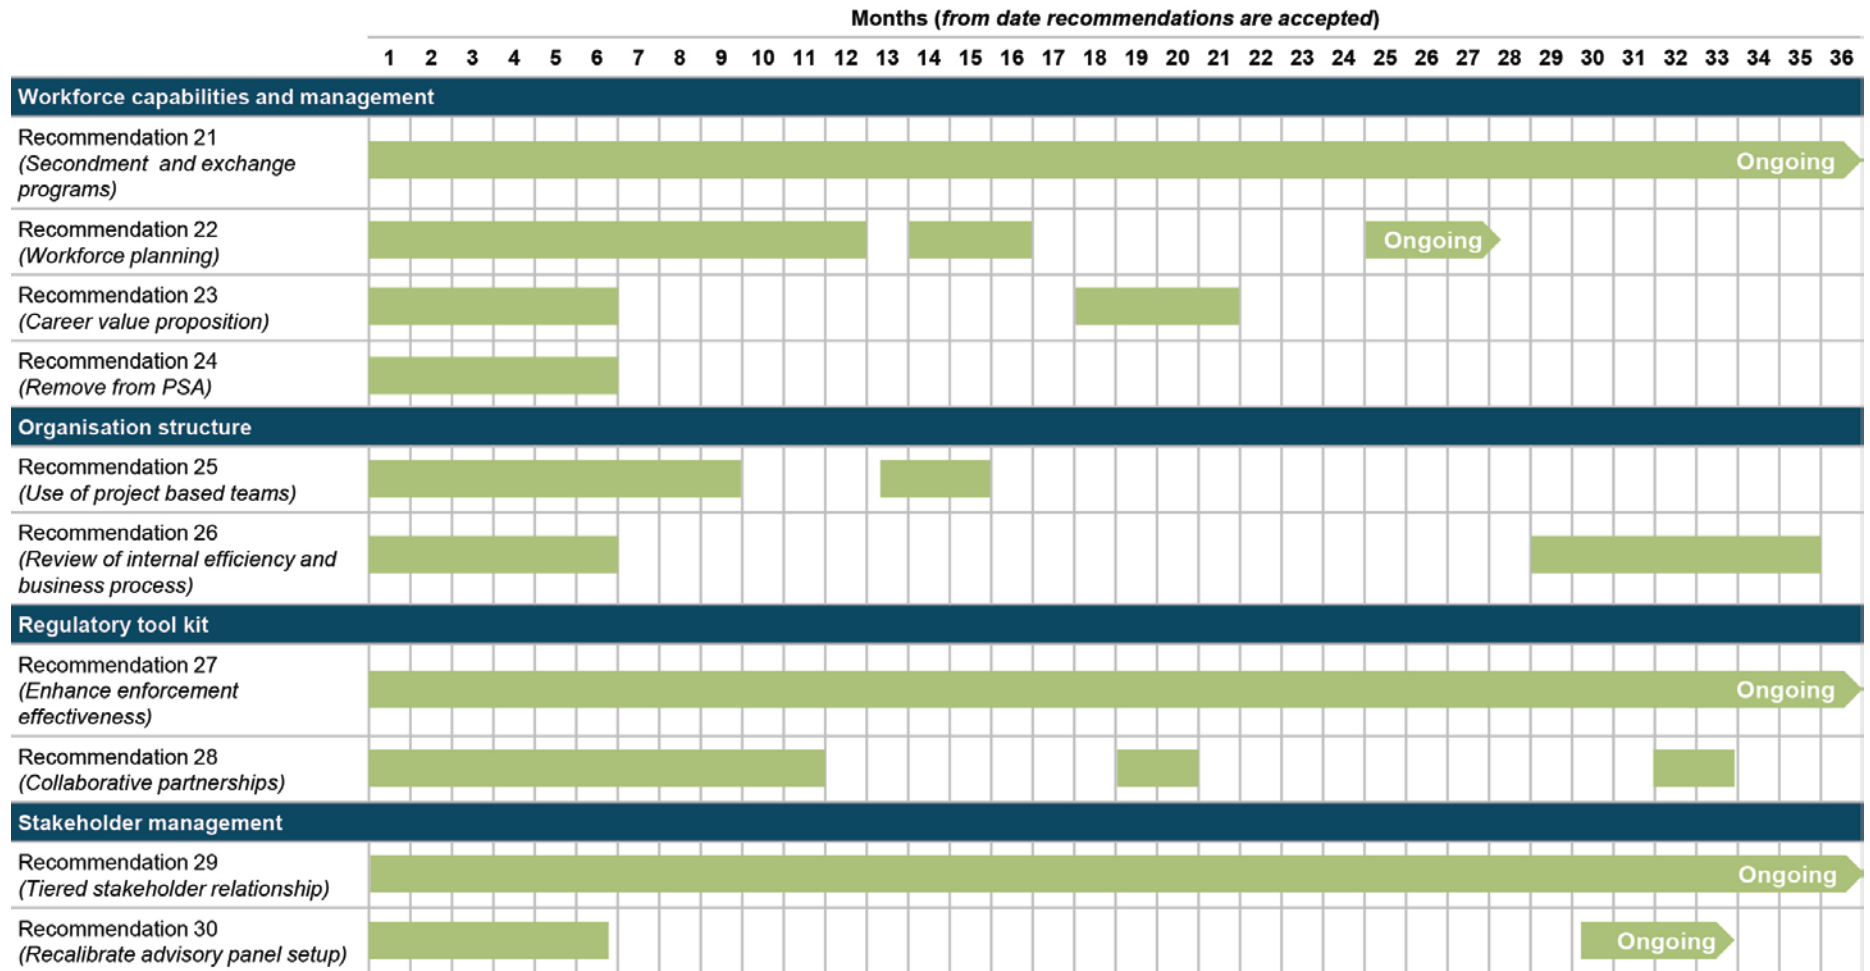 Months (from date recommendations are accepted)
1 2 3 4 5 6 7 8 9 10 11 12 13 14 15 16 17 18 19 20 21 22 23 24 25 26 27 28 29 30 31 32 33 34 35 36
Workforce capabilities and management
Recommendation 21
(Secondment and exchange
programs)
Ongoing
Recommendation 22
(Workforce planning)
Ongoing
Recommendation 23
(Career value proposition)
Recommendation 24
(Remove from PSA)
Organisation structure
Recommendation 25
(Use of project based teams)
Recommendation 26
(Review of internal efficiency and
business process)
Regulatory tool kit
Recommendation 27
(Enhance enforcement
effectiveness)
Ongoing
Recommendation 28
(Collaborative partnerships)
Stakeholder management
Recommendation 29
(Tiered stakeholder relationship)
Ongoing
Recommendation 30
(Recalibrate advisory panel setup)
Ongoing